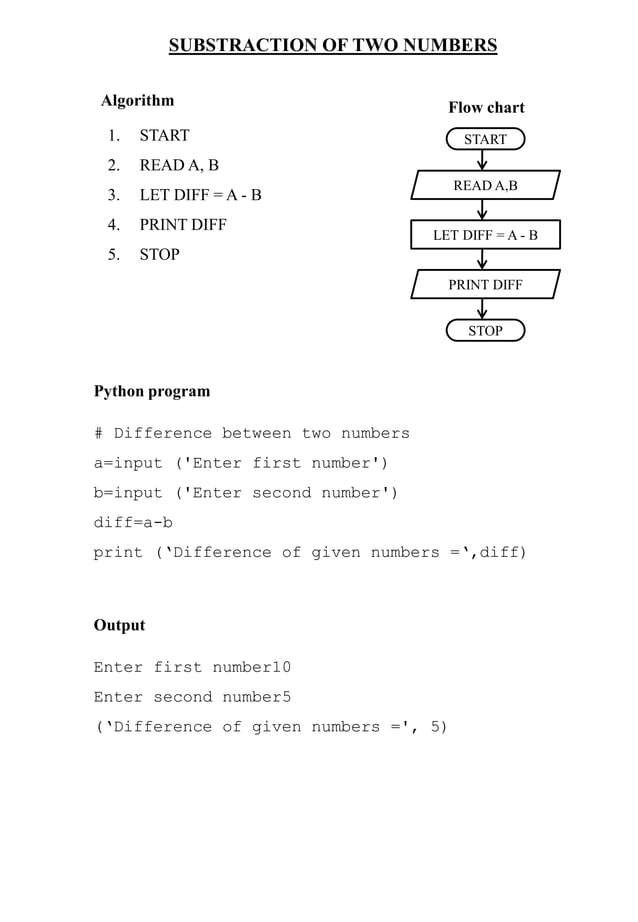 SUBSTRACTION OF TWO NUMBERS
Algorithm
1. START
2. READ A, B
3. LET DIFF = A - B
4. PRINT DIFF
5. STOP
Flow chart
START
READ A,B
LET DIFF = A - B
PRINT DIFF
STOP
Python program
# Difference between two numbers
a=input ('Enter first number')
b=input ('Enter second number')
diff=a-b
print (‘Difference of given numbers =‘,diff)
Output
Enter first number10
Enter second number5
(‘Difference of given numbers =', 5)